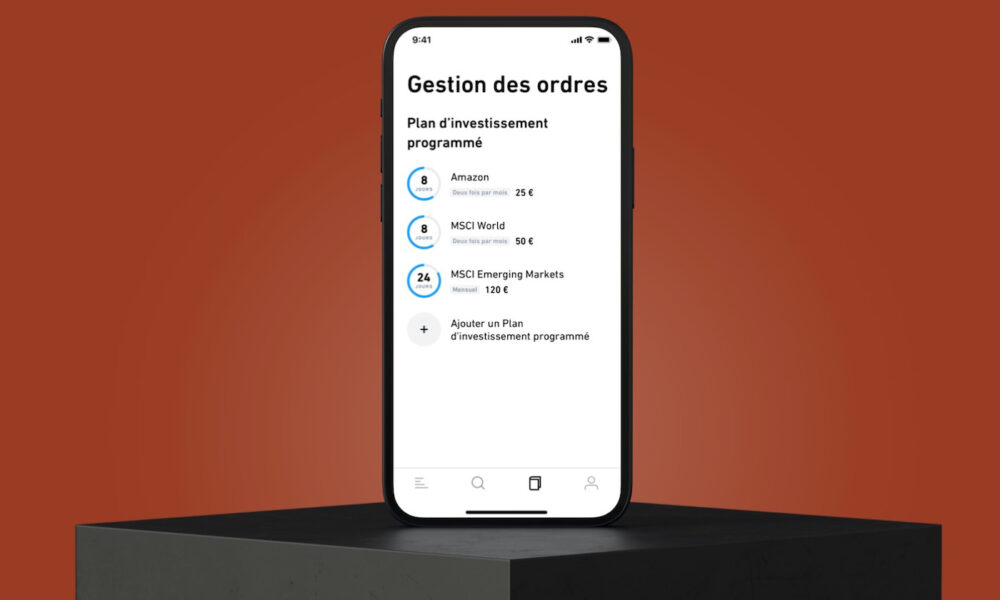 9:41
Gestion des ordres
Plan d'investissement
programmé
8
JOURS
Amazon
Deux fois par mois 25 €
8
JOURS
MSCI World
Deux fois par mois 50 €
24
JOURS
MSCI Emerging Markets
Mensuel 120 €
+
Ajouter un Plan
d'investissement programmé